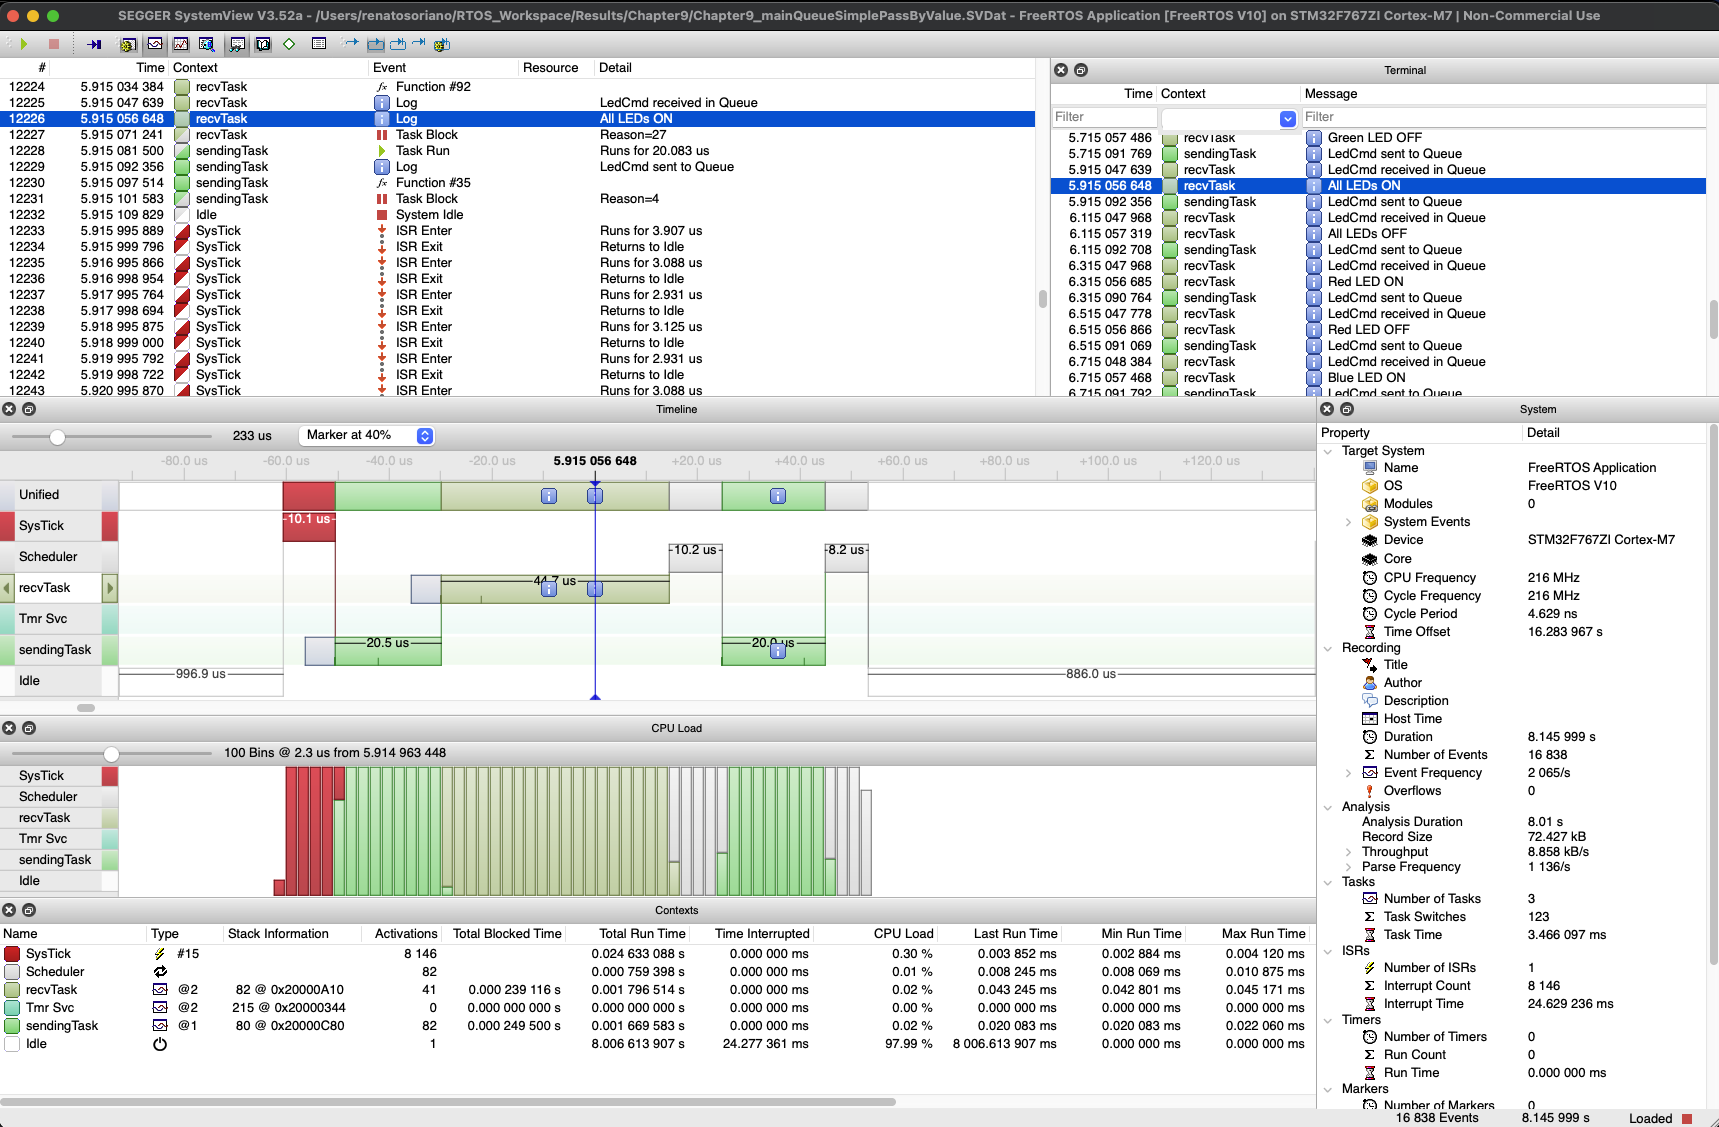 SEGGER SystemView V3.52a - /Users/renatosoriano/RTOS_Workspace/Results/Chapter9/Chapter9_mainQueueSimplePassByValue.SVDat - FreeRTOS Application [FreeRTOS V10] on STM32F767ZI Cortex-M7 | Non-Commercial Use
# Time Context Event Resource Detail
12224 5.915 034 384 recvTask Function #92
12225 5.915 047 639 recvTask Log LedCmd received in Queue
12226 5.915 056 648 recvTask Log All LEDs ON
12227 5.915 071 241 recvTask Task Block Reason=27
12228 5.915 081 500 sendingTask Task Run Runs for 20.083 us
12229 5.915 092 356 sendingTask Log LedCmd sent to Queue
12230 5.915 097 514 sendingTask Function #35
12231 5.915 101 583 sendingTask Task Block Reason=4
12232 5.915 109 829 Idle System Idle
12233 5.915 995 889 SysTick ISR Enter Runs for 3.907 us
12234 5.915 999 796 SysTick ISR Exit Returns to Idle
12235 5.916 995 866 SysTick ISR Enter Runs for 3.088 us
12236 5.916 998 954 SysTick ISR Exit Returns to Idle
12237 5.917 995 764 SysTick ISR Enter Runs for 2.931 us
12238 5.917 998 694 SysTick ISR Exit Returns to Idle
12239 5.918 995 875 SysTick ISR Enter Runs for 3.125 us
12240 5.918 999 000 SysTick ISR Exit Returns to Idle
12241 5.919 995 792 SysTick ISR Enter Runs for 2.931 us
12242 5.919 998 722 SysTick ISR Exit Returns to Idle
12243 5.920 995 870 SysTick ISR Enter Runs for 3.088 us
Terminal
Time Context Message
Filter Filter
5.715 057 486 recvTask Green LED OFF
5.715 091 769 sendingTask LedCmd sent to Queue
5.915 047 639 recvTask LedCmd received in Queue
5.915 056 648 recvTask All LEDs ON
5.915 092 356 sendingTask LedCmd sent to Queue
6.115 047 968 recvTask LedCmd received in Queue
6.115 057 319 recvTask All LEDs OFF
6.115 092 708 sendingTask LedCmd sent to Queue
6.315 047 968 recvTask LedCmd received in Queue
6.315 056 685 recvTask Red LED ON
6.315 090 764 sendingTask LedCmd sent to Queue
6.515 047 778 recvTask LedCmd received in Queue
6.515 056 866 recvTask Red LED OFF
6.515 091 069 sendingTask LedCmd sent to Queue
6.715 048 384 recvTask LedCmd received in Queue
6.715 057 468 recvTask Blue LED ON
6.715 091 792 sendingTask LedCmd sent to Queue
Timeline
233 us Marker at 40%
-80.0 us -60.0 us -40.0 us -20.0 us 5.915 056 648 +20.0 us +40.0 us +60.0 us +80.0 us +100.0 us +120.0 us
Unified
SysTick 10.1 us
Scheduler 10.2 us 8.2 us
recvTask 44.7 us
Tmr Svc
sendingTask 20.5 us 20.0 us
Idle 996.9 us 886.0 us
CPU Load
100 Bins @ 2.3 us from 5.914 963 448
SysTick
Scheduler
recvTask
Tmr Svc
sendingTask
Idle
Contexts
Name Type Stack Information Activations Total Blocked Time Total Run Time Time Interrupted CPU Load Last Run Time Min Run Time Max Run Time
SysTick #15 8 146 0.024 633 088 s 0.000 000 ms 0.30 % 0.003 852 ms 0.002 884 ms 0.004 120 ms
Scheduler 82 0.000 759 398 s 0.000 000 ms 0.01 % 0.008 245 ms 0.008 069 ms 0.010 875 ms
recvTask @2 82 @ 0x20000A10 41 0.000 239 116 s 0.001 796 514 s 0.000 000 ms 0.02 % 0.043 245 ms 0.042 801 ms 0.045 171 ms
Tmr Svc @2 215 @ 0x20000344 0 0.000 000 000 s 0.000 000 000 s 0.000 000 ms 0.00 % 0.000 000 ms 0.000 000 ms 0.000 000 ms
sendingTask @1 80 @ 0x20000C80 82 0.000 249 500 s 0.001 669 583 s 0.000 000 ms 0.02 % 0.020 083 ms 0.020 083 ms 0.022 060 ms
Idle 1 8.006 613 907 s 24.277 361 ms 97.99 % 8 006.613 907 ms 0.000 000 ms 0.000 000 ms
System
Property Detail
Target System
Name FreeRTOS Application
OS FreeRTOS V10
Modules 0
System Events
Device STM32F767ZI Cortex-M7
Core
CPU Frequency 216 MHz
Cycle Frequency 216 MHz
Cycle Period 4.629 ns
Time Offset 16.283 967 s
Recording
Title
Author
Description
Host Time
Duration 8.145 999 s
Number of Events 16 838
Event Frequency 2 065/s
Overflows 0
Analysis
Analysis Duration 8.01 s
Record Size 72.427 kB
Throughput 8.858 kB/s
Parse Frequency 1 136/s
Tasks
Number of Tasks 3
Task Switches 123
Task Time 3.466 097 ms
ISRs
Number of ISRs 1
Interrupt Count 8 146
Interrupt Time 24.629 236 ms
Timers
Number of Timers 0
Run Count 0
Run Time 0.000 000 ms
Markers
Number of Markers 0
16 838 Events 8.145 999 s Loaded